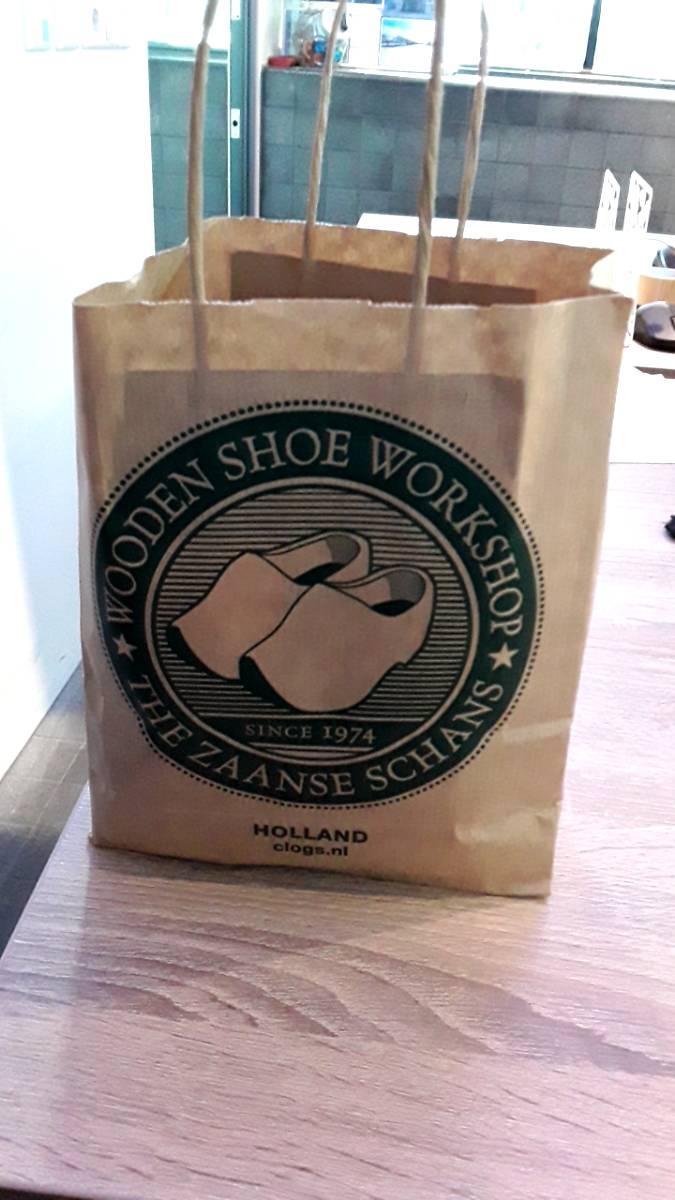 WOODEN SHOE WORKSHOP
THE ZAANSE SCHANS
SINCE 1974
HOLLAND
clogs.nl